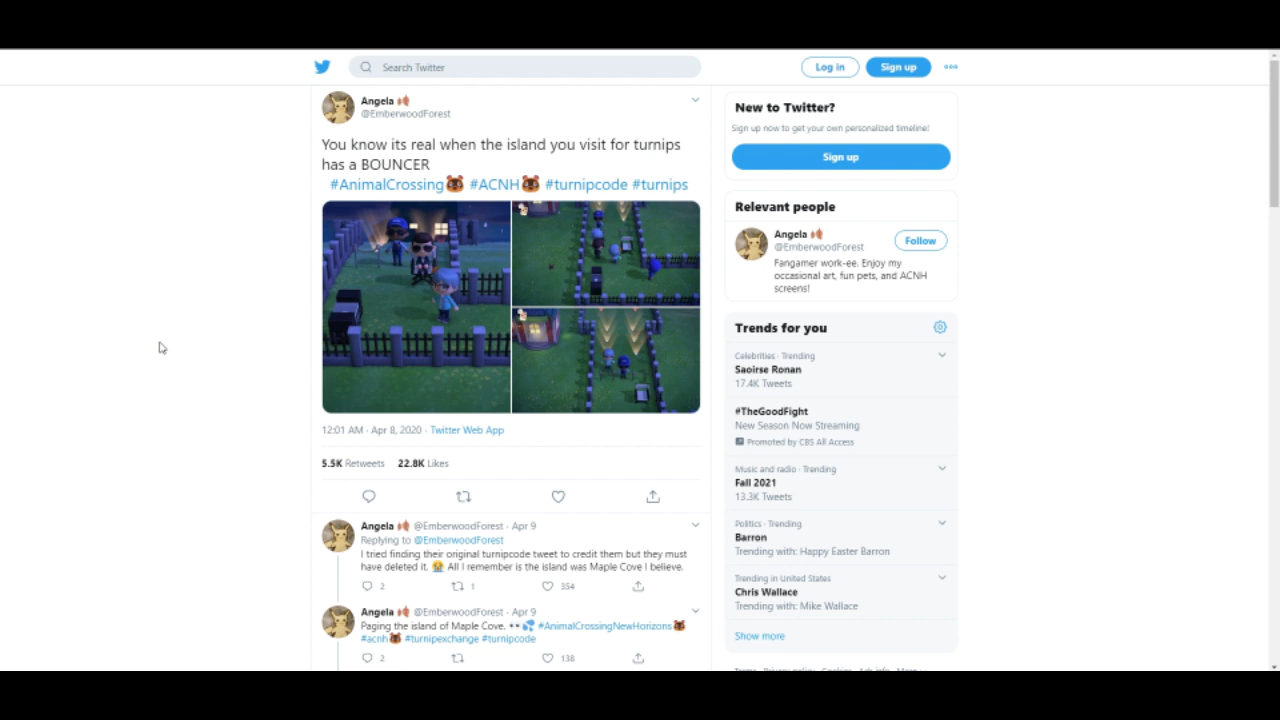 Search Twitter
Log in
Sign up
Angela
@EmberwoodForest
You know its real when the island you visit for turnips
has a BOUNCER
#AnimalCrossing #ACNH #turnipcode #turnips
12:01 AM · Apr 8, 2020 · Twitter Web App
5.5K Retweets 22.8K Likes
Angela @EmberwoodForest · Apr 9
Replying to @EmberwoodForest
I tried finding their original turnipcode tweet to credit them but they must
have deleted it. 😭 All I remember is the island was Maple Cove I believe.
2 1 354
Angela @EmberwoodForest · Apr 9
Paging the island of Maple Cove. 👀💦 #AnimalCrossingNewHorizons
#acnh #turnipexchange #turnipcode
2 138
New to Twitter?
Sign up now to get your own personalized timeline!
Sign up
Relevant people
Angela
@EmberwoodForest
Follow
Fangamer work-ee. Enjoy my
occasional art, fun pets, and ACNH
screens!
Trends for you
Celebrities · Trending
Saoirse Ronan
17.4K Tweets
#TheGoodFight
New Season Now Streaming
Promoted by CBS All Access
Music and radio · Trending
Fall 2021
13.3K Tweets
Politics · Trending
Barron
Trending with: Happy Easter Barron
Trending in United States
Chris Wallace
Trending with: Mike Wallace
Show more